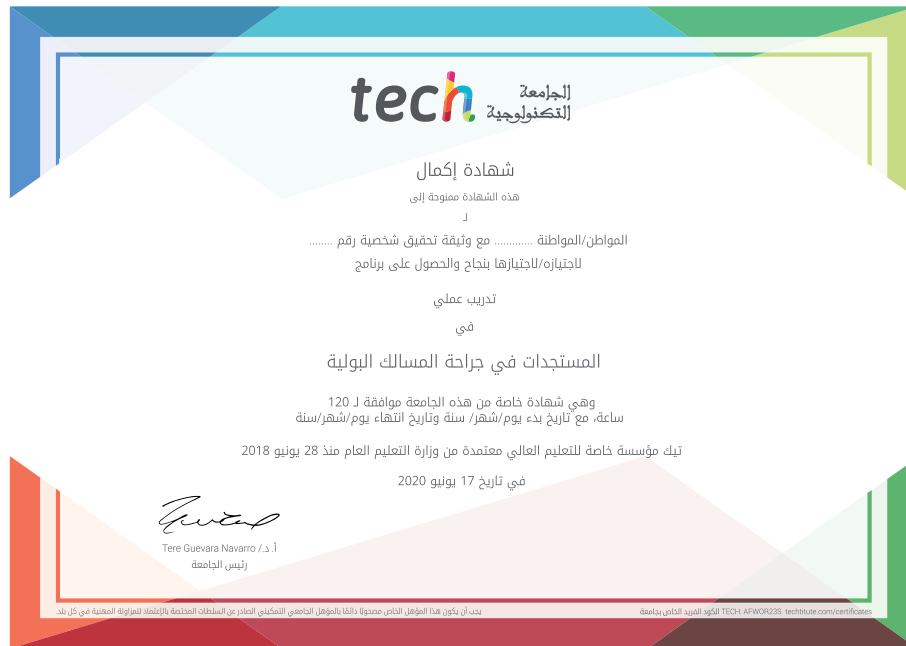 tech الجامعة
التكنولوجية
شهادة إكمال
هذه الشهادة ممنوحة إلى
لـ
المواطن/المواطنة ............. مع وثيقة تحقيق شخصية رقم ........
لاجتيازه/لاجتيازها بنجاح والحصول على برنامج
تدريب عملي
في
المستجدات في جراحة المسالك البولية
وهي شهادة خاصة من هذه الجامعة موافقة لـ 120
ساعة، مع تاريخ بدء يوم/شهر/ سنة وتاريخ انتهاء يوم/شهر/سنة
تيك مؤسسة خاصة للتعليم العالي معتمدة من وزارة التعليم العام منذ 28 يونيو 2018
في تاريخ 17 يونيو 2020
أ.د./ Tere Guevara Navarro
رئيس الجامعة
يجب أن يكون هذا المؤهل الخاص مصحوبًا دائمًا بالمؤهل الجامعي التمكيني الصادر عن السلطات المختصة بالإعتماد للمزاولة المهنية في كل بلد.
الكود الفريد الخاص بجامعة TECH: AFWOR23S techtitute.com/certificates